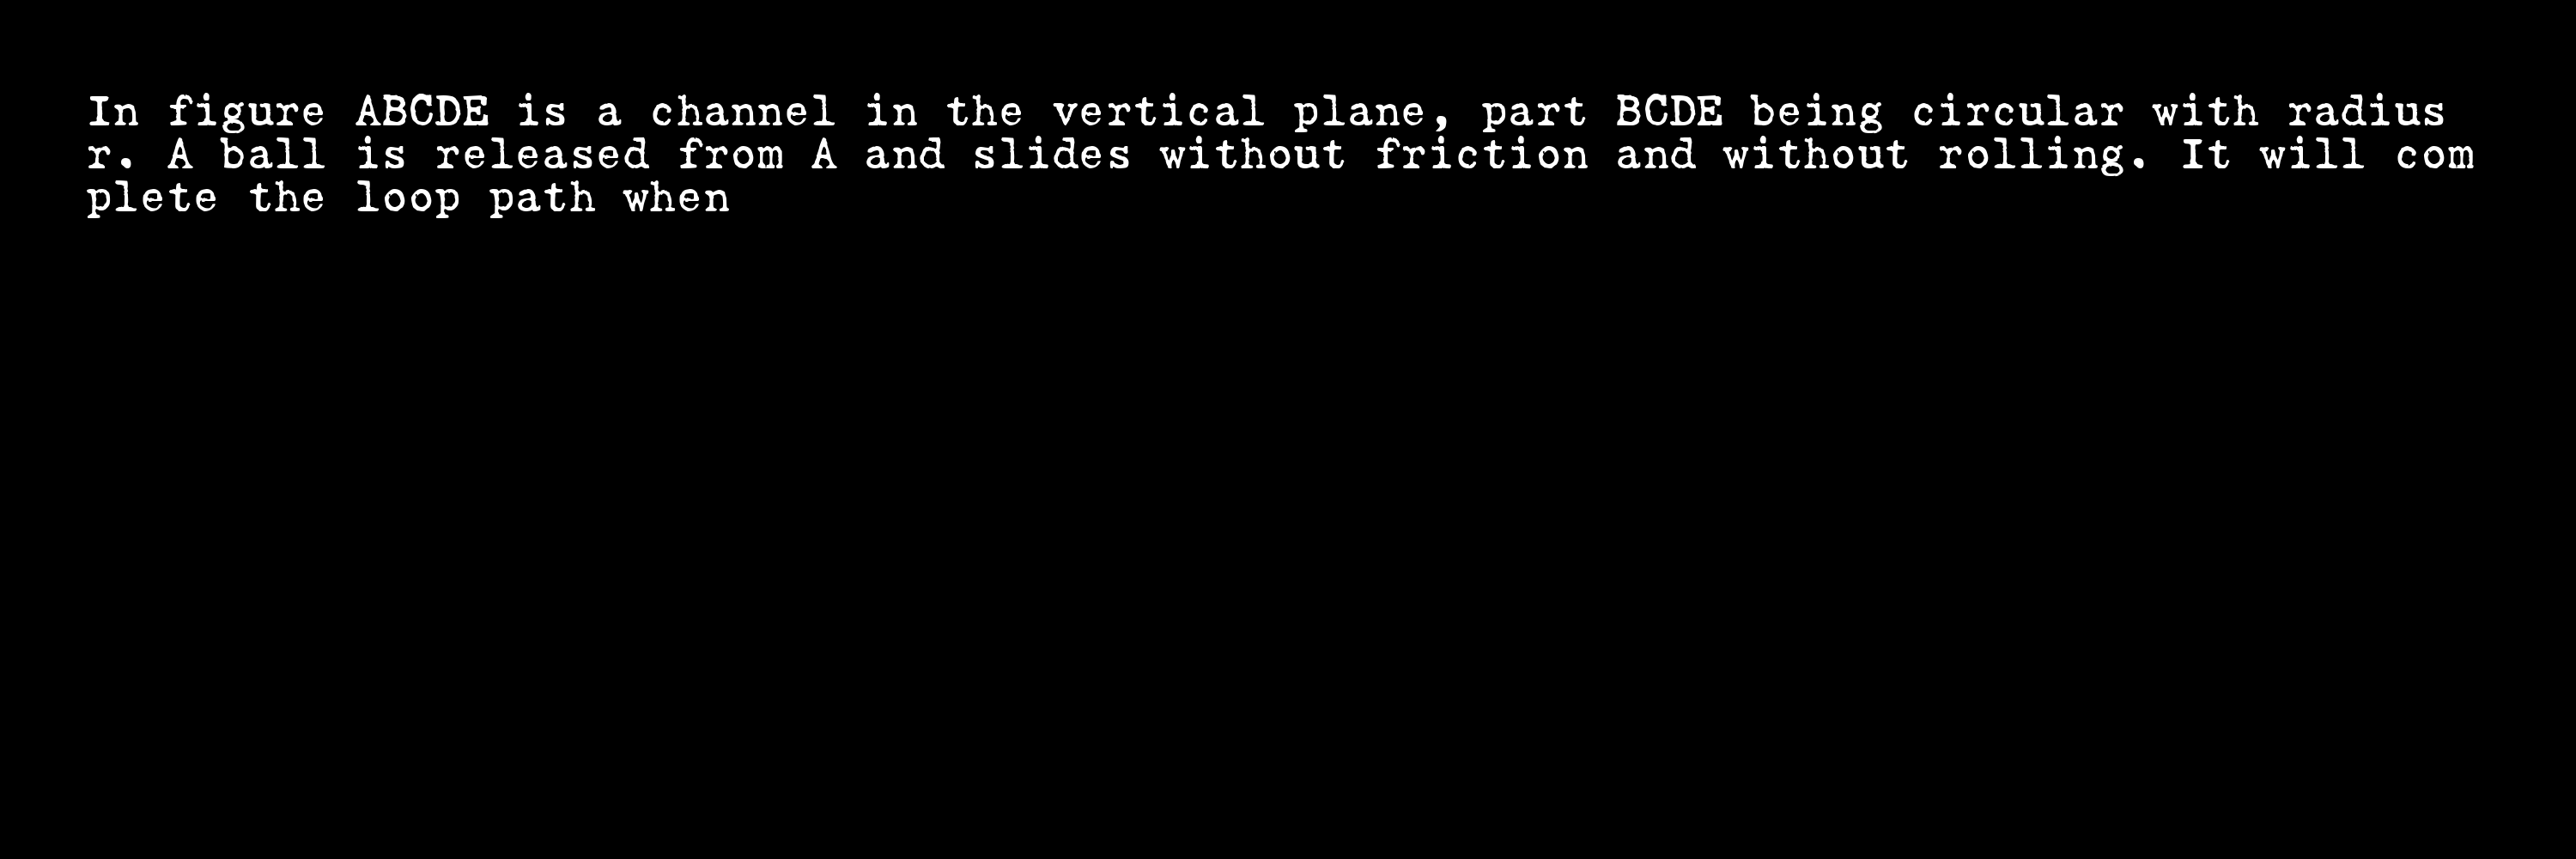 In figure ABCDE is a channel in the vertical plane, part BCDE being circular with radius
r. A ball is released from A and slides without friction and without rolling. It will com
plete the loop path when